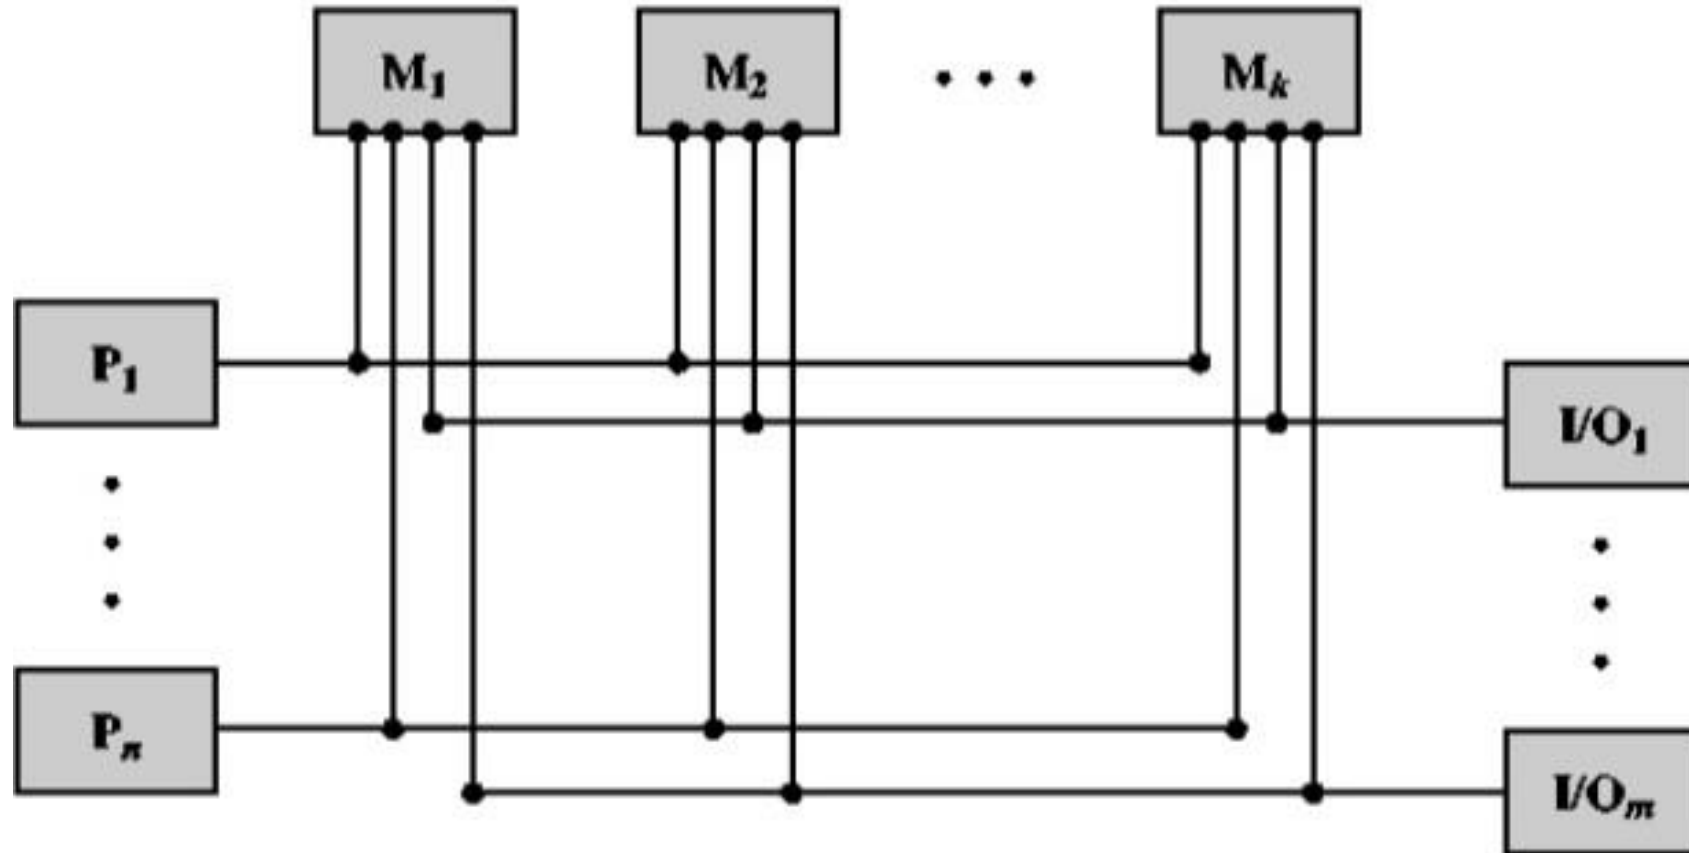 M₁ M₂ • • • Mₖ
P₁
I/O₁
Pₙ
I/Oₘ